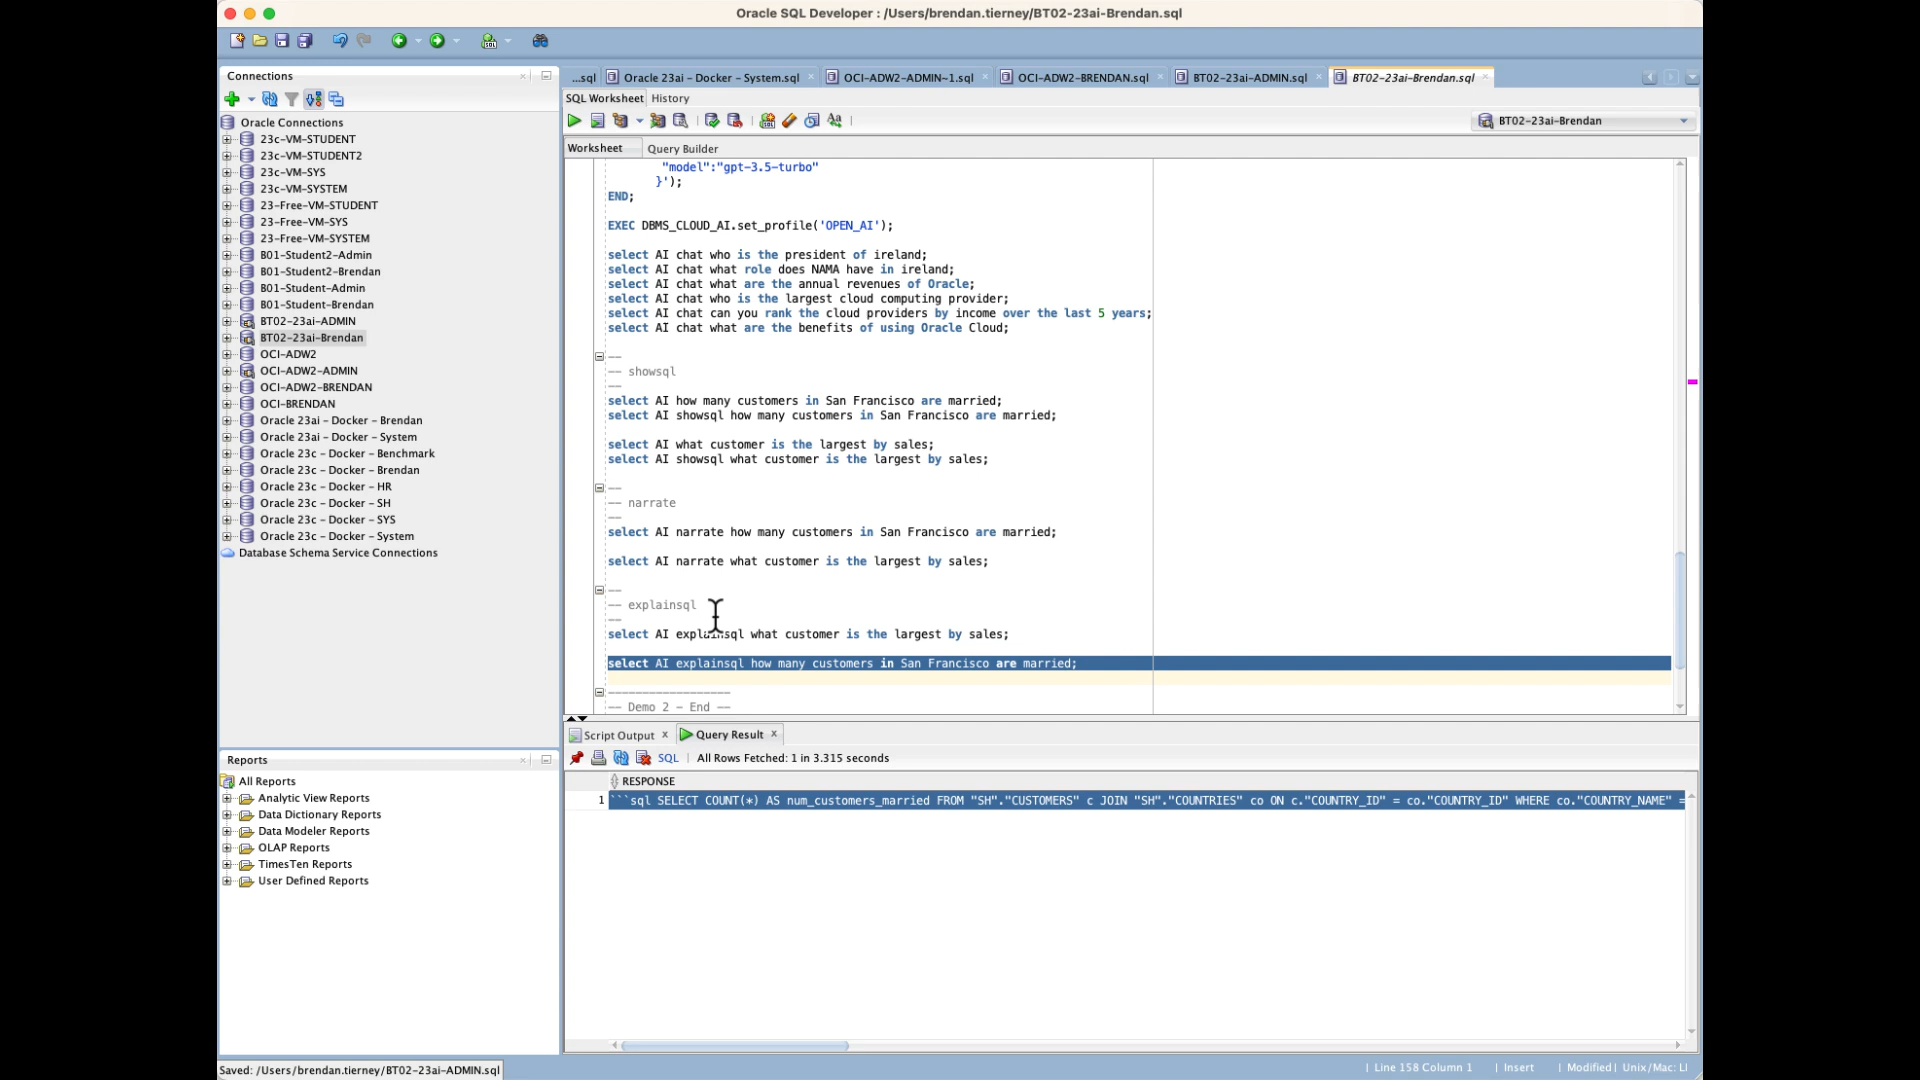 Oracle SQL Developer : /Users/brendan.tierney/BT02-23ai-Brendan.sql
Connections
Oracle Connections
23c-VM-STUDENT
23c-VM-STUDENT2
23c-VM-SYS
23c-VM-SYSTEM
23-Free-VM-STUDENT
23-Free-VM-SYS
23-Free-VM-SYSTEM
B01-Student2-Admin
B01-Student2-Brendan
B01-Student-Admin
B01-Student-Brendan
BT02-23ai-ADMIN
BT02-23ai-Brendan
OCI-ADW2
OCI-ADW2-ADMIN
OCI-ADW2-BRENDAN
OCI-BRENDAN
Oracle 23ai - Docker - Brendan
Oracle 23ai - Docker - System
Oracle 23c - Docker - Benchmark
Oracle 23c - Docker - Brendan
Oracle 23c - Docker - HR
Oracle 23c - Docker - SH
Oracle 23c - Docker - SYS
Oracle 23c - Docker - System
Database Schema Service Connections
Reports
All Reports
Analytic View Reports
Data Dictionary Reports
Data Modeler Reports
OLAP Reports
TimesTen Reports
User Defined Reports
...sql Oracle 23ai - Docker - System.sql OCI-ADW2-ADMIN~1.sql OCI-ADW2-BRENDAN.sql BT02-23ai-ADMIN.sql BT02-23ai-Brendan.sql
SQL Worksheet History
BT02-23ai-Brendan
Worksheet Query Builder
"model":"gpt-3.5-turbo"
}');
END;
EXEC DBMS_CLOUD_AI.set_profile('OPEN_AI');
select AI chat who is the president of ireland;
select AI chat what role does NAMA have in ireland;
select AI chat what are the annual revenues of Oracle;
select AI chat who is the largest cloud computing provider;
select AI chat can you rank the cloud providers by income over the last 5 years;
select AI chat what are the benefits of using Oracle Cloud;
--
-- showsql
--
select AI how many customers in San Francisco are married;
select AI showsql how many customers in San Francisco are married;
select AI what customer is the largest by sales;
select AI showsql what customer is the largest by sales;
--
-- narrate
--
select AI narrate how many customers in San Francisco are married;
select AI narrate what customer is the largest by sales;
--
-- explainsql
--
select AI explainsql what customer is the largest by sales;
select AI explainsql how many customers in San Francisco are married;
------------------
-- Demo 2 - End --
Script Output Query Result
SQL | All Rows Fetched: 1 in 3.315 seconds
RESPONSE
1 ```sql SELECT COUNT(*) AS num_customers_married FROM "SH"."CUSTOMERS" c JOIN "SH"."COUNTRIES" co ON c."COUNTRY_ID" = co."COUNTRY_ID" WHERE co."COUNTRY_NAME" =
Saved: /Users/brendan.tierney/BT02-23ai-ADMIN.sql
| Line 158 Column 1 | Insert | Modified | Unix/Mac: LI